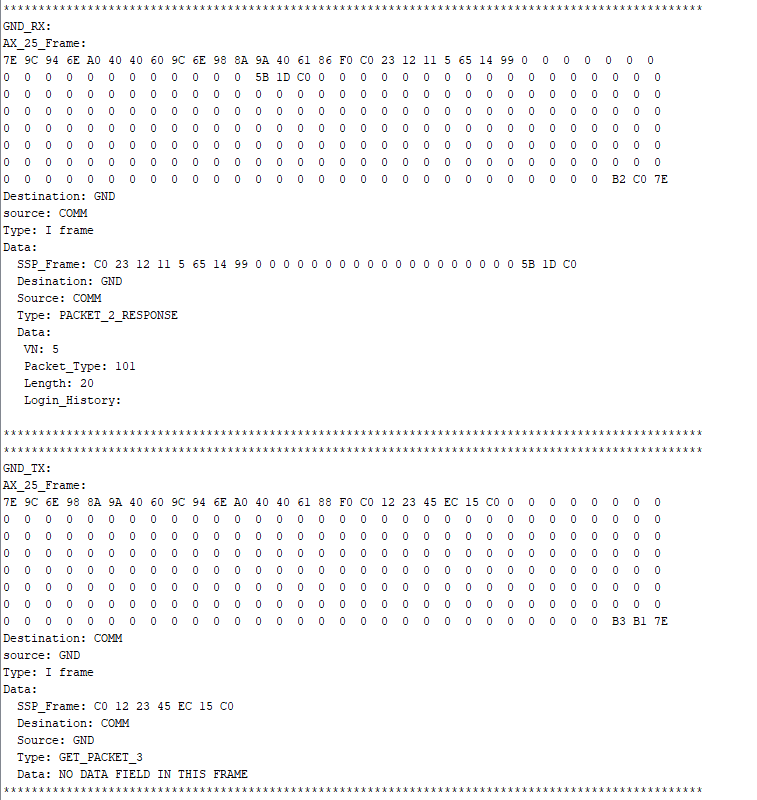 ****************************************************************************************************
GND_RX:
AX_25_Frame:
7E 9C 94 6E A0 40 40 60 9C 6E 98 8A 9A 40 61 86 F0 C0 23 12 11 5 65 14 99 0 0 0 0 0 0 0
0 0 0 0 0 0 0 0 0 0 0 0 5B 1D C0 0 0 0 0 0 0 0 0 0 0 0 0 0 0 0 0 0
0 0 0 0 0 0 0 0 0 0 0 0 0 0 0 0 0 0 0 0 0 0 0 0 0 0 0 0 0 0 0 0
0 0 0 0 0 0 0 0 0 0 0 0 0 0 0 0 0 0 0 0 0 0 0 0 0 0 0 0 0 0 0 0
0 0 0 0 0 0 0 0 0 0 0 0 0 0 0 0 0 0 0 0 0 0 0 0 0 0 0 0 0 0 0 0
0 0 0 0 0 0 0 0 0 0 0 0 0 0 0 0 0 0 0 0 0 0 0 0 0 0 0 0 0 0 0 0
0 0 0 0 0 0 0 0 0 0 0 0 0 0 0 0 0 0 0 0 0 0 0 0 0 0 0 0 0 0 0 0
0 0 0 0 0 0 0 0 0 0 0 0 0 0 0 0 0 0 0 0 0 0 0 0 0 0 0 0 0 B2 C0 7E
Destination: GND
source: COMM
Type: I frame
Data:
SSP_Frame: C0 23 12 11 5 65 14 99 0 0 0 0 0 0 0 0 0 0 0 0 0 0 0 0 0 0 0 5B 1D C0
Desination: GND
Source: COMM
Type: PACKET_2_RESPONSE
Data:
VN: 5
Packet_Type: 101
Length: 20
Login_History:
****************************************************************************************************
****************************************************************************************************
GND_TX:
AX_25_Frame:
7E 9C 6E 98 8A 9A 40 60 9C 94 6E A0 40 40 61 88 F0 C0 12 23 45 EC 15 C0 0 0 0 0 0 0 0 0
0 0 0 0 0 0 0 0 0 0 0 0 0 0 0 0 0 0 0 0 0 0 0 0 0 0 0 0 0 0 0 0
0 0 0 0 0 0 0 0 0 0 0 0 0 0 0 0 0 0 0 0 0 0 0 0 0 0 0 0 0 0 0 0
0 0 0 0 0 0 0 0 0 0 0 0 0 0 0 0 0 0 0 0 0 0 0 0 0 0 0 0 0 0 0 0
0 0 0 0 0 0 0 0 0 0 0 0 0 0 0 0 0 0 0 0 0 0 0 0 0 0 0 0 0 0 0 0
0 0 0 0 0 0 0 0 0 0 0 0 0 0 0 0 0 0 0 0 0 0 0 0 0 0 0 0 0 0 0 0
0 0 0 0 0 0 0 0 0 0 0 0 0 0 0 0 0 0 0 0 0 0 0 0 0 0 0 0 0 0 0 0
0 0 0 0 0 0 0 0 0 0 0 0 0 0 0 0 0 0 0 0 0 0 0 0 0 0 0 0 0 B3 B1 7E
Destination: COMM
source: GND
Type: I frame
Data:
SSP_Frame: C0 12 23 45 EC 15 C0
Desination: COMM
Source: GND
Type: GET_PACKET_3
Data: NO DATA FIELD IN THIS FRAME
****************************************************************************************************